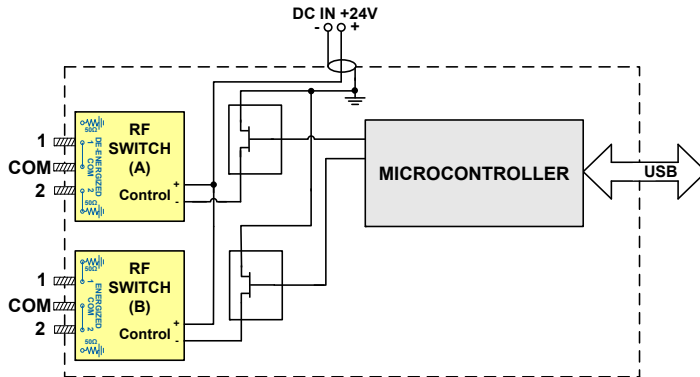 DC IN +24V
- +
50Ω
1
COM
2
1
COM
2
DE-ENERGIZED
50Ω
RF
SWITCH
(A)
Control
+
-
MICROCONTROLLER
USB
50Ω
1
COM
2
1
COM
2
ENERGIZED
50Ω
RF
SWITCH
(B)
Control
+
-